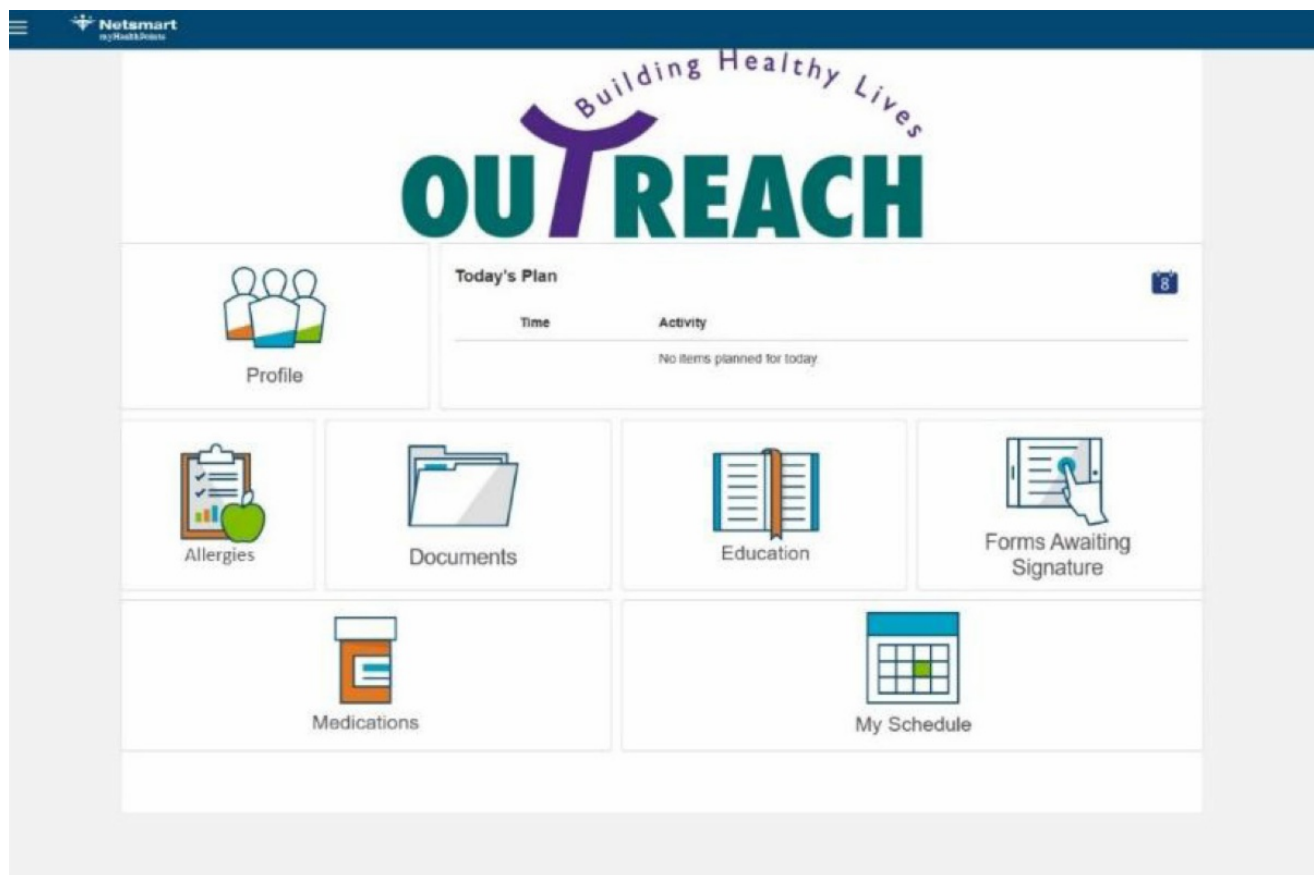 Netsmart
myHealthPointe
Building Healthy Lives
OUTREACH
Profile
Today's Plan
8
Time Activity
No items planned for today.
Allergies
Documents
Education
Forms Awaiting
Signature
Medications
My Schedule